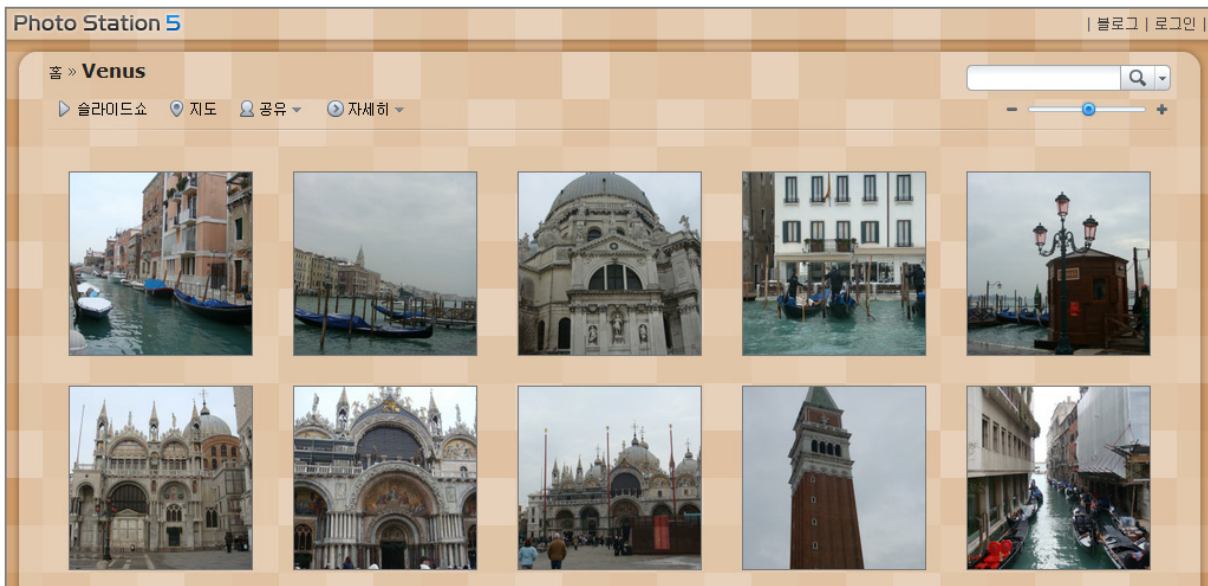 Photo Station 5
| 블로그 | 로그인 |
홈 » Venus
슬라이드쇼 지도 공유 자세히